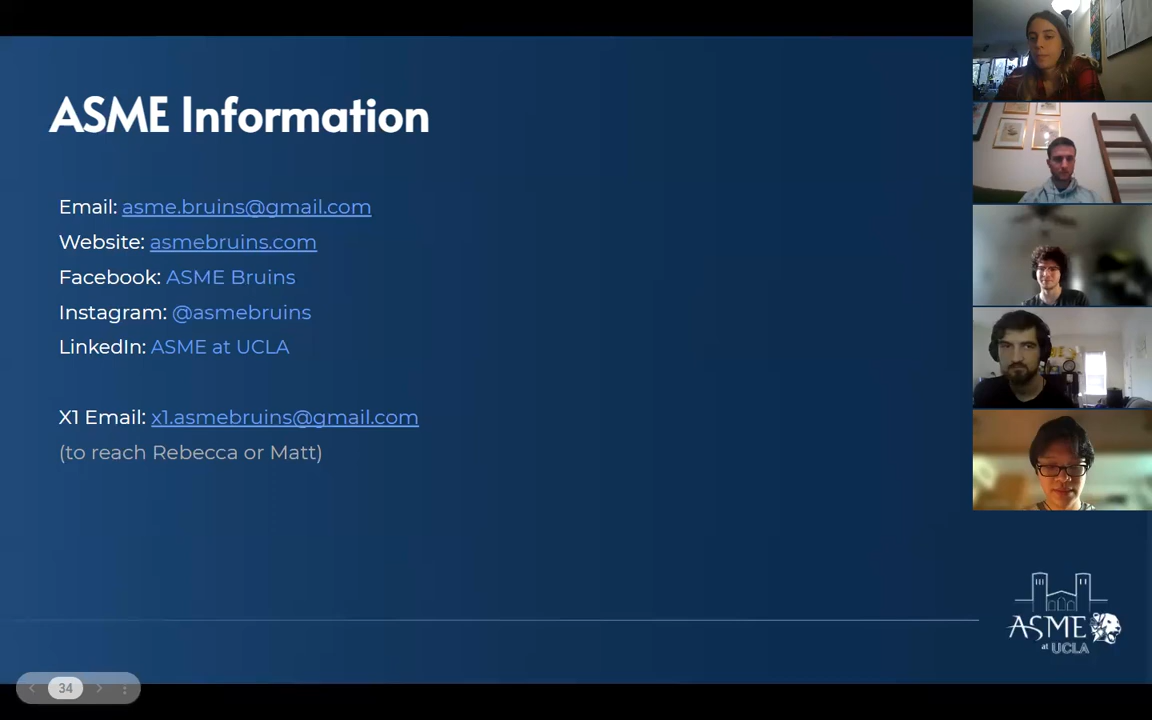 ASME Information
Email: asme.bruins@gmail.com
Website: asmebruins.com
Facebook: ASME Bruins
Instagram: @asmebruins
LinkedIn: ASME at UCLA
X1 Email: x1.asmebruins@gmail.com
(to reach Rebecca or Matt)
ASME
at UCLA
34